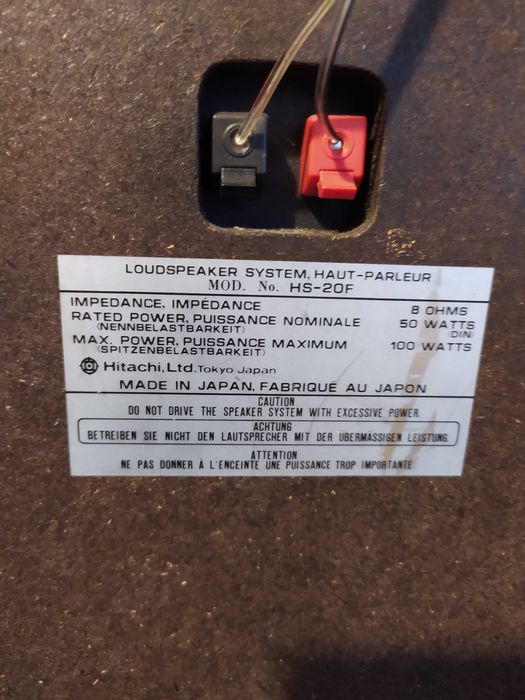 LOUDSPEAKER SYSTEM, HAUT-PARLEUR
MOD. No. HS-20F
IMPEDANCE, IMPÉDANCE 8 OHMS
RATED POWER, PUISSANCE NOMINALE 50 WATTS
(NENNBELASTBARKEIT) (DIN)
MAX. POWER, PUISSANCE MAXIMUM 100 WATTS
(SPITZENBELASTBARKEIT)
Hitachi, Ltd. Tokyo Japan
MADE IN JAPAN, FABRIQUÉ AU JAPON
CAUTION
DO NOT DRIVE THE SPEAKER SYSTEM WITH EXCESSIVE POWER.
ACHTUNG
BETREIBEN SIE NICHT DEN LAUTSPRECHER MIT DER ÜBERMÄSSIGEN LEISTUNG.
ATTENTION
NE PAS DONNER À L'ENCEINTE UNE PUISSANCE TROP IMPORTANTE